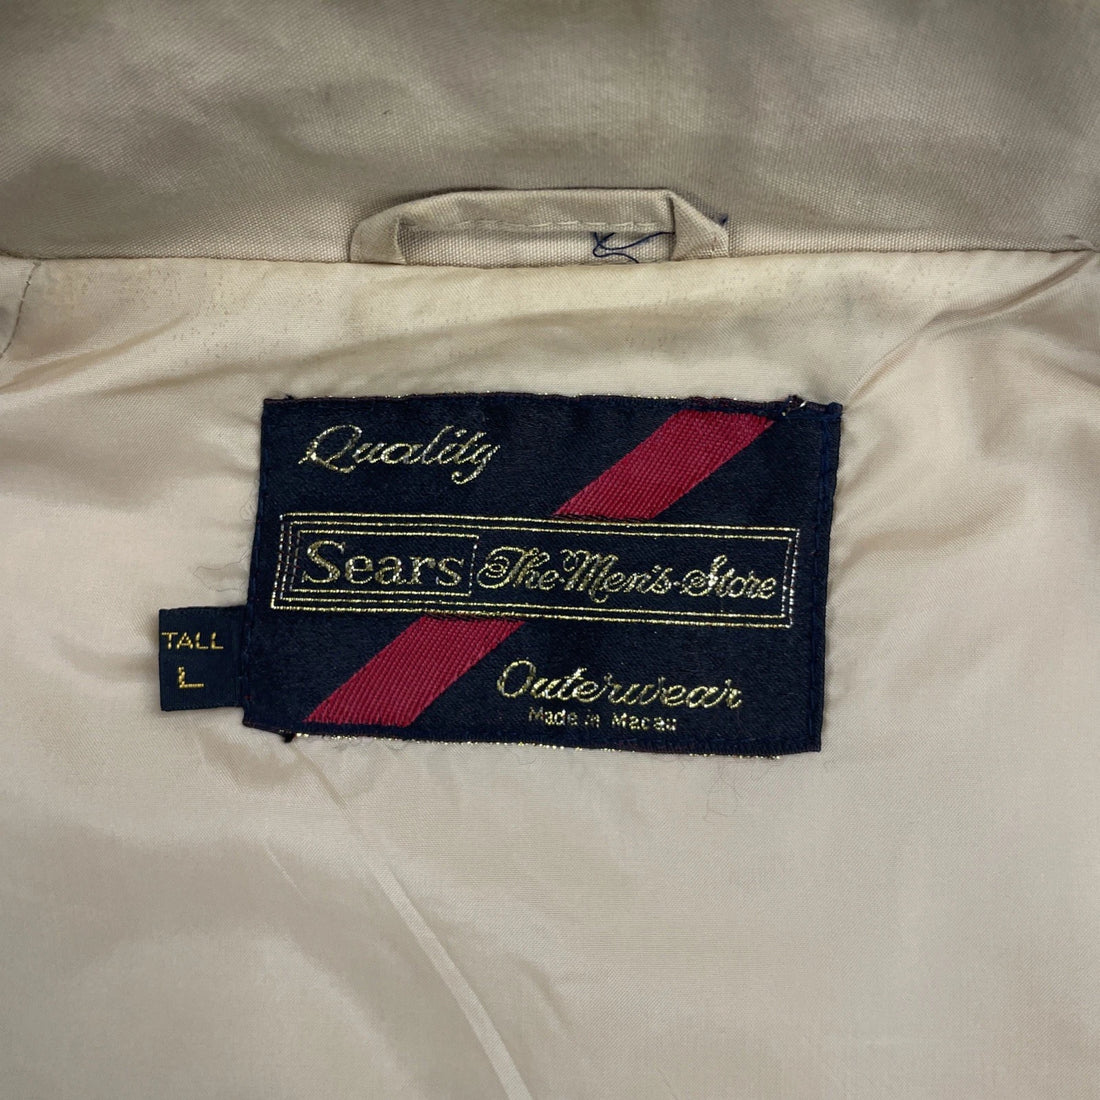 Quality
Sears The Men's Store
Outerwear
Made in Macau
TALL
L